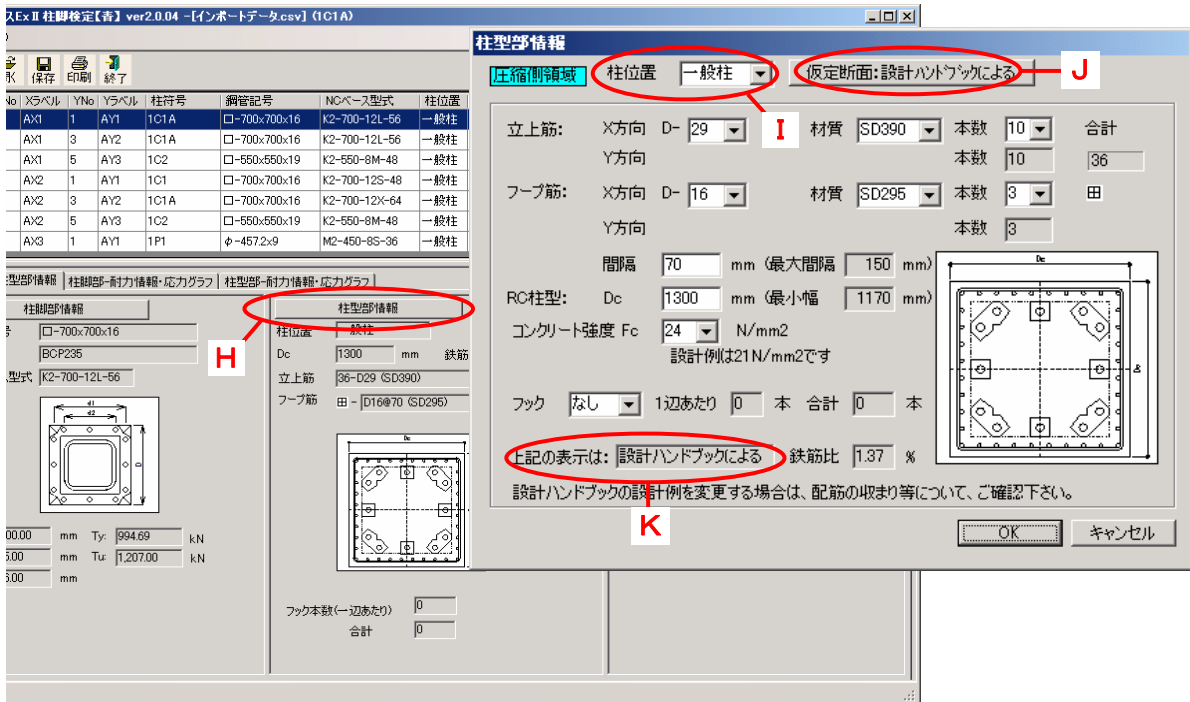 スEx II 柱脚検定【青】 ver2.0.04 -[インポートデータ.csv] (1C1A)
保存 印刷 終了
No Xラベル YNo Yラベル 柱符号 鋼管記号 NCベース型式 柱位置
AX1 1 AY1 1C1A □-700x700x16 K2-700-12L-56 一般柱
AX1 3 AY2 1C1A □-700x700x16 K2-700-12L-56 一般柱
AX1 5 AY3 1C2 □-550x550x19 K2-550-8M-48 一般柱
AX2 1 AY1 1C1 □-700x700x16 K2-700-12S-48 一般柱
AX2 3 AY2 1C1A □-700x700x16 K2-700-12X-64 一般柱
AX2 5 AY3 1C2 □-550x550x19 K2-550-8M-48 一般柱
AX3 1 AY1 1P1 φ-457.2x9 M2-450-8S-36 一般柱
型部情報 柱脚部-耐力情報・応力グラフ 柱型部-耐力情報・応力グラフ
柱脚部情報
号 □-700x700x16
BCP235
型式 K2-700-12L-56
d1
d2
D
00.00 mm Ty: 994.69 kN
5.00 mm Tu: 1,207.00 kN
6.00 mm
H
柱型部情報
柱位置 一般柱
Dc 1300 mm 鉄筋
立上筋 36-D29 (SD390)
フープ筋 田 - D16@70 (SD295)
Dc
フック本数(一辺あたり) 0
合計 0
柱型部情報
圧縮側領域 柱位置 一般柱 仮定断面:設計ハンドブックによる J
I
立上筋: X方向 D- 29 材質 SD390 本数 10 合計
Y方向 本数 10 36
フープ筋: X方向 D- 16 材質 SD295 本数 3 田
Y方向 本数 3
間隔 70 mm (最大間隔 150 mm)
RC柱型: Dc 1300 mm (最小幅 1170 mm)
コンクリート強度 Fc 24 N/mm2
設計例は21N/mm2です
Dc
Dc
フック なし 1辺あたり 0 本 合計 0 本
上記の表示は: 設計ハンドブックによる 鉄筋比 1.37 %
設計ハンドブックの設計例を変更する場合は、配筋の収まり等について、ご確認下さい。
K
OK キャンセル